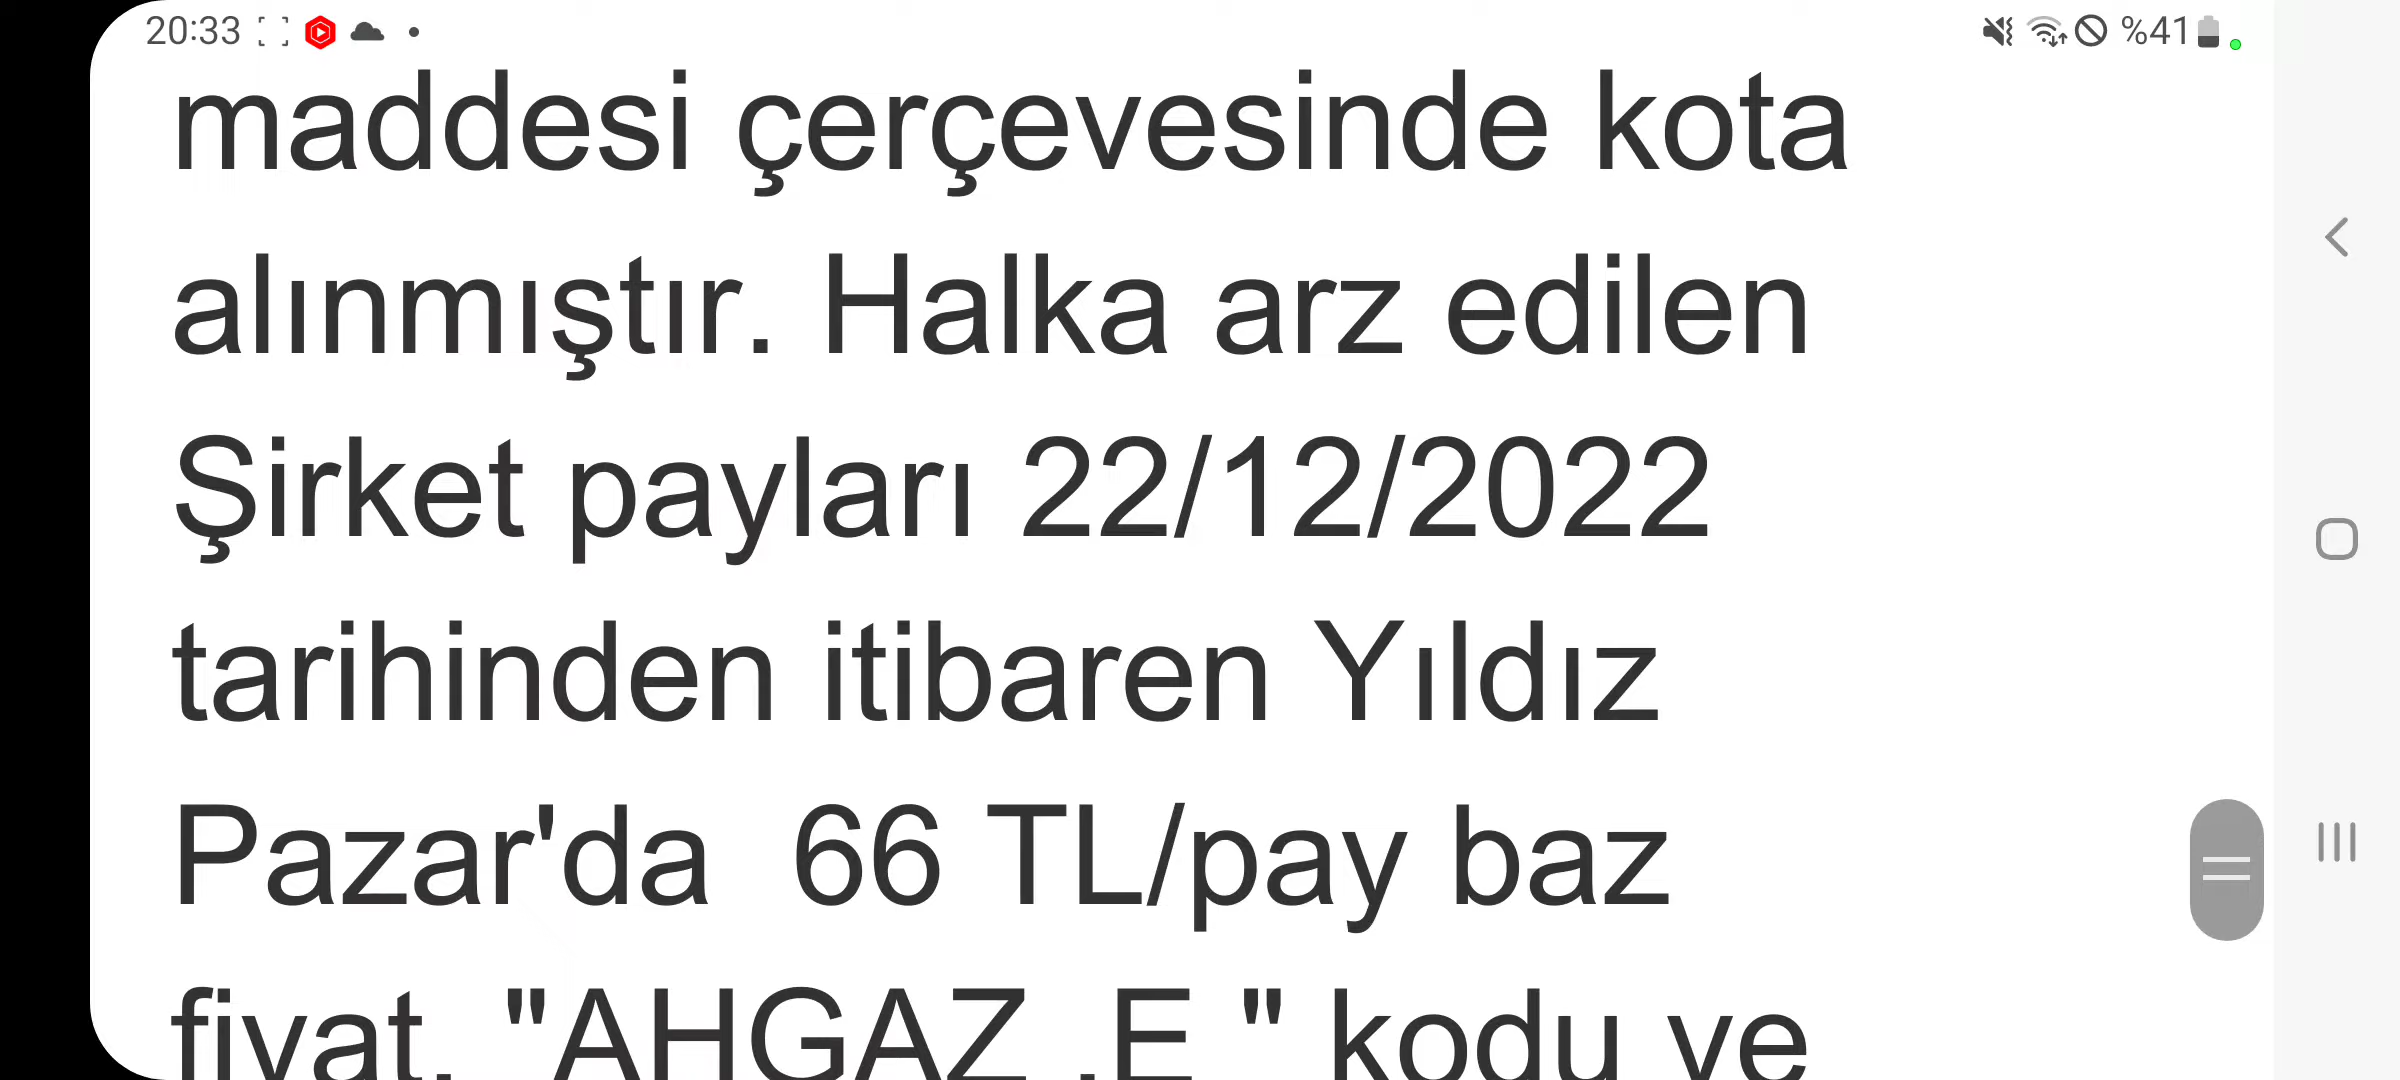 20:33 %41
maddesi çerçevesinde kota
alınmıştır. Halka arz edilen
Şirket payları 22/12/2022
tarihinden itibaren Yıldız
Pazar'da  66 TL/pay baz
fiyat, "AHGAZ .E " kodu ve